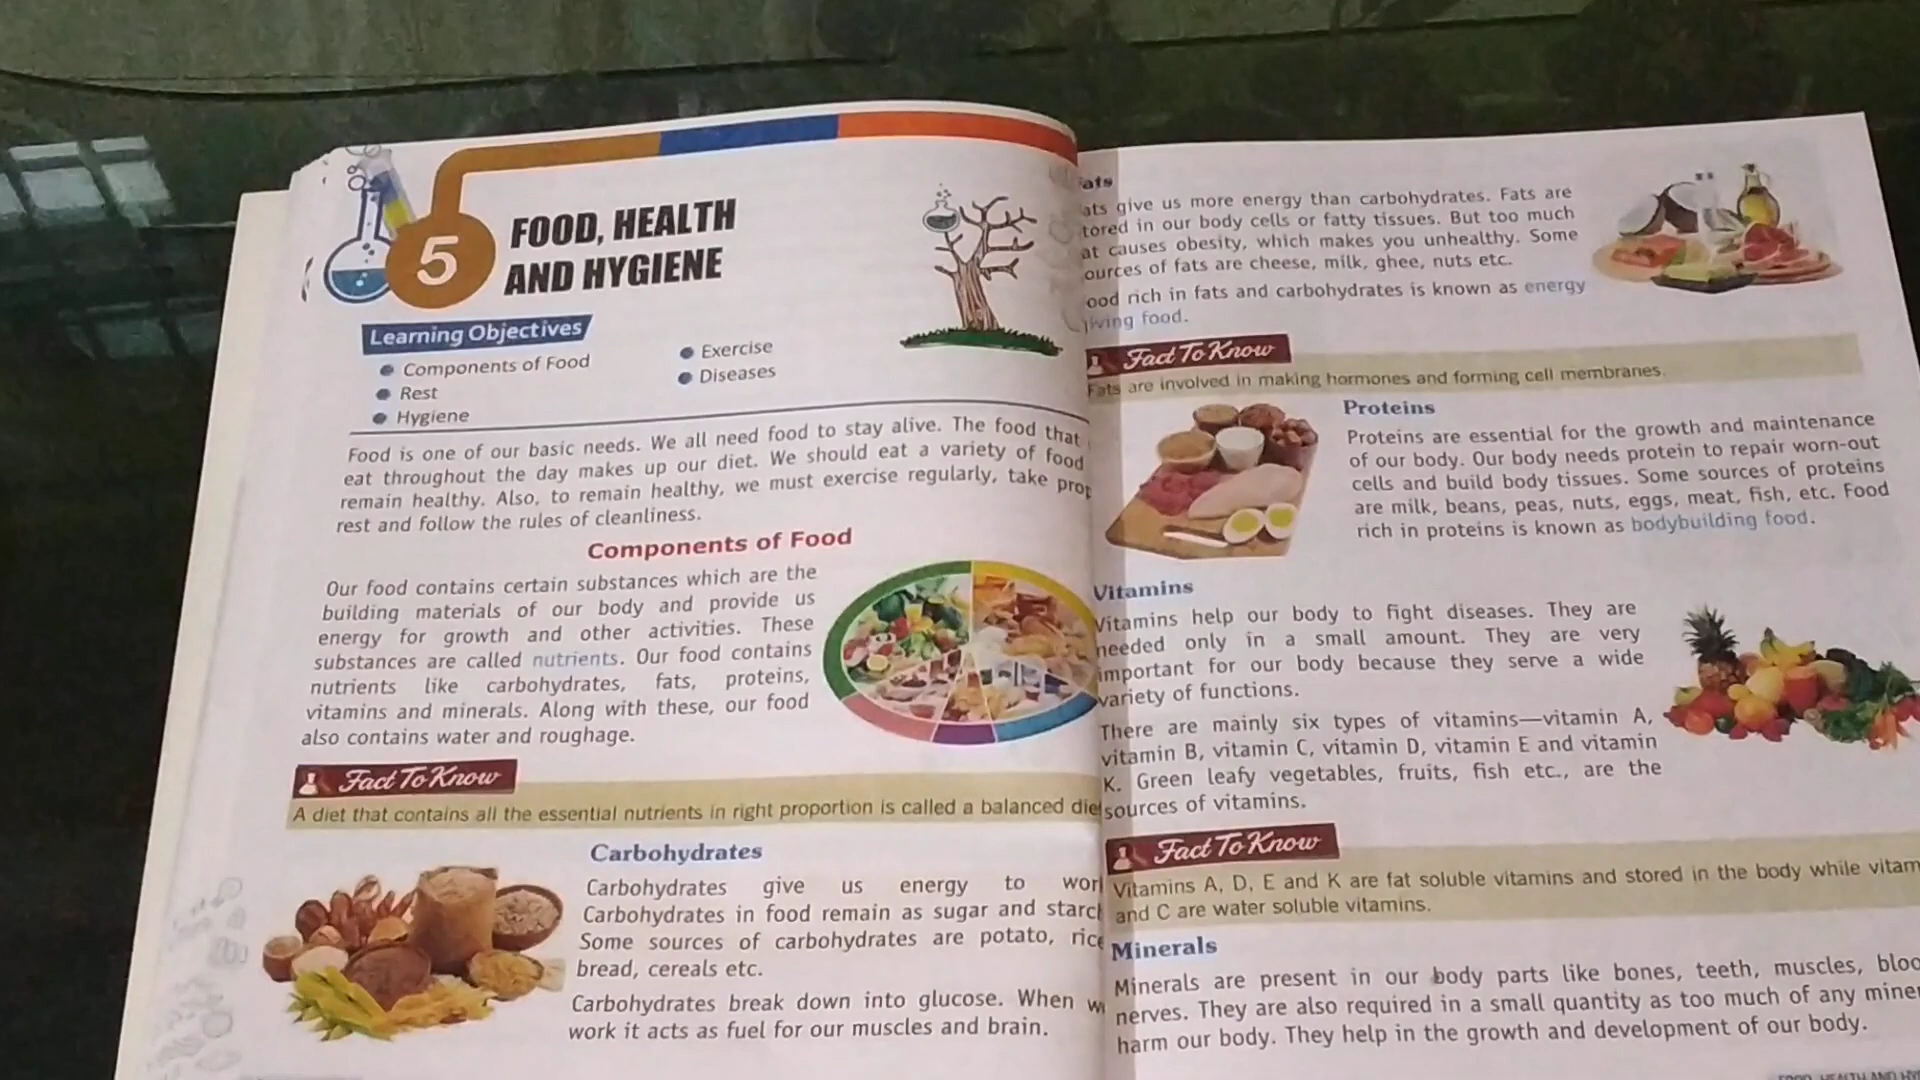 5
FOOD, HEALTH
AND HYGIENE
Learning Objectives
Components of Food
Rest
Hygiene
Exercise
Diseases
Food is one of our basic needs. We all need food to stay alive. The food that
eat throughout the day makes up our diet. We should eat a variety of food
remain healthy. Also, to remain healthy, we must exercise regularly, take
rest and follow the rules of cleanliness.
Components of Food
Our food contains certain substances which are the
building materials of our body and provide us
energy for growth and other activities. These
substances are called nutrients. Our food contains
nutrients like carbohydrates, fats, proteins,
vitamins and minerals. Along with these, our food
also contains water and roughage.
Fact To Know
A diet that contains all the essential nutrients in right proportion is called a balanced
Carbohydrates
Carbohydrates give us energy to
Carbohydrates in food remain as sugar and
Some sources of carbohydrates are potato, rice
bread, cereals etc.
Carbohydrates break down into glucose. When
work it acts as fuel for our muscles and brain.
give us more energy than carbohydrates. Fats are
in our body cells or fatty tissues. But too much
causes obesity, which makes you unhealthy. Some
of fats are cheese, milk, ghee, nuts etc.
rich in fats and carbohydrates is known as energy
food.
Fact To Know
Fats are involved in making hormones and forming cell membranes.
Proteins
Proteins are essential for the growth and maintenance
of our body. Our body needs protein to repair worn-out
cells and build body tissues. Some sources of proteins
are milk, beans, peas, nuts, eggs, meat, fish, etc. Food
rich in proteins is known as bodybuilding food.
Vitamins
Vitamins help our body to fight diseases. They are
needed only in a small amount. They are very
important for our body because they serve a wide
variety of functions.
There are mainly six types of vitamins—vitamin A,
vitamin B, vitamin C, vitamin D, vitamin E and vitamin
K. Green leafy vegetables, fruits, fish etc., are the
sources of vitamins.
Fact To Know
Vitamins A, D, E and K are fat soluble vitamins and stored in the body while
and C are water soluble vitamins.
Minerals
Minerals are present in our body parts like bones, teeth, muscles,
nerves. They are also required in a small quantity as too much of any
harm our body. They help in the growth and development of our body.